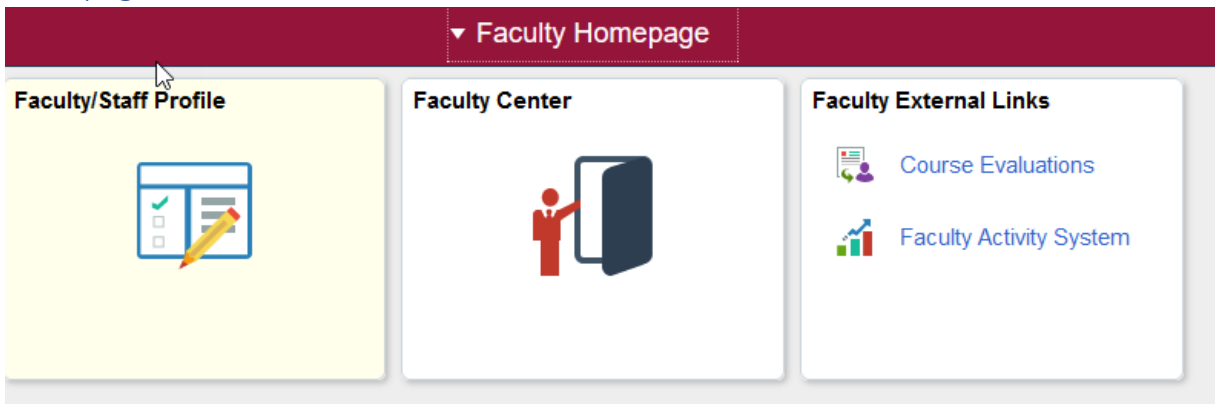 Faculty Homepage
Faculty/Staff Profile
Faculty Center
Faculty External Links
Course Evaluations
Faculty Activity System